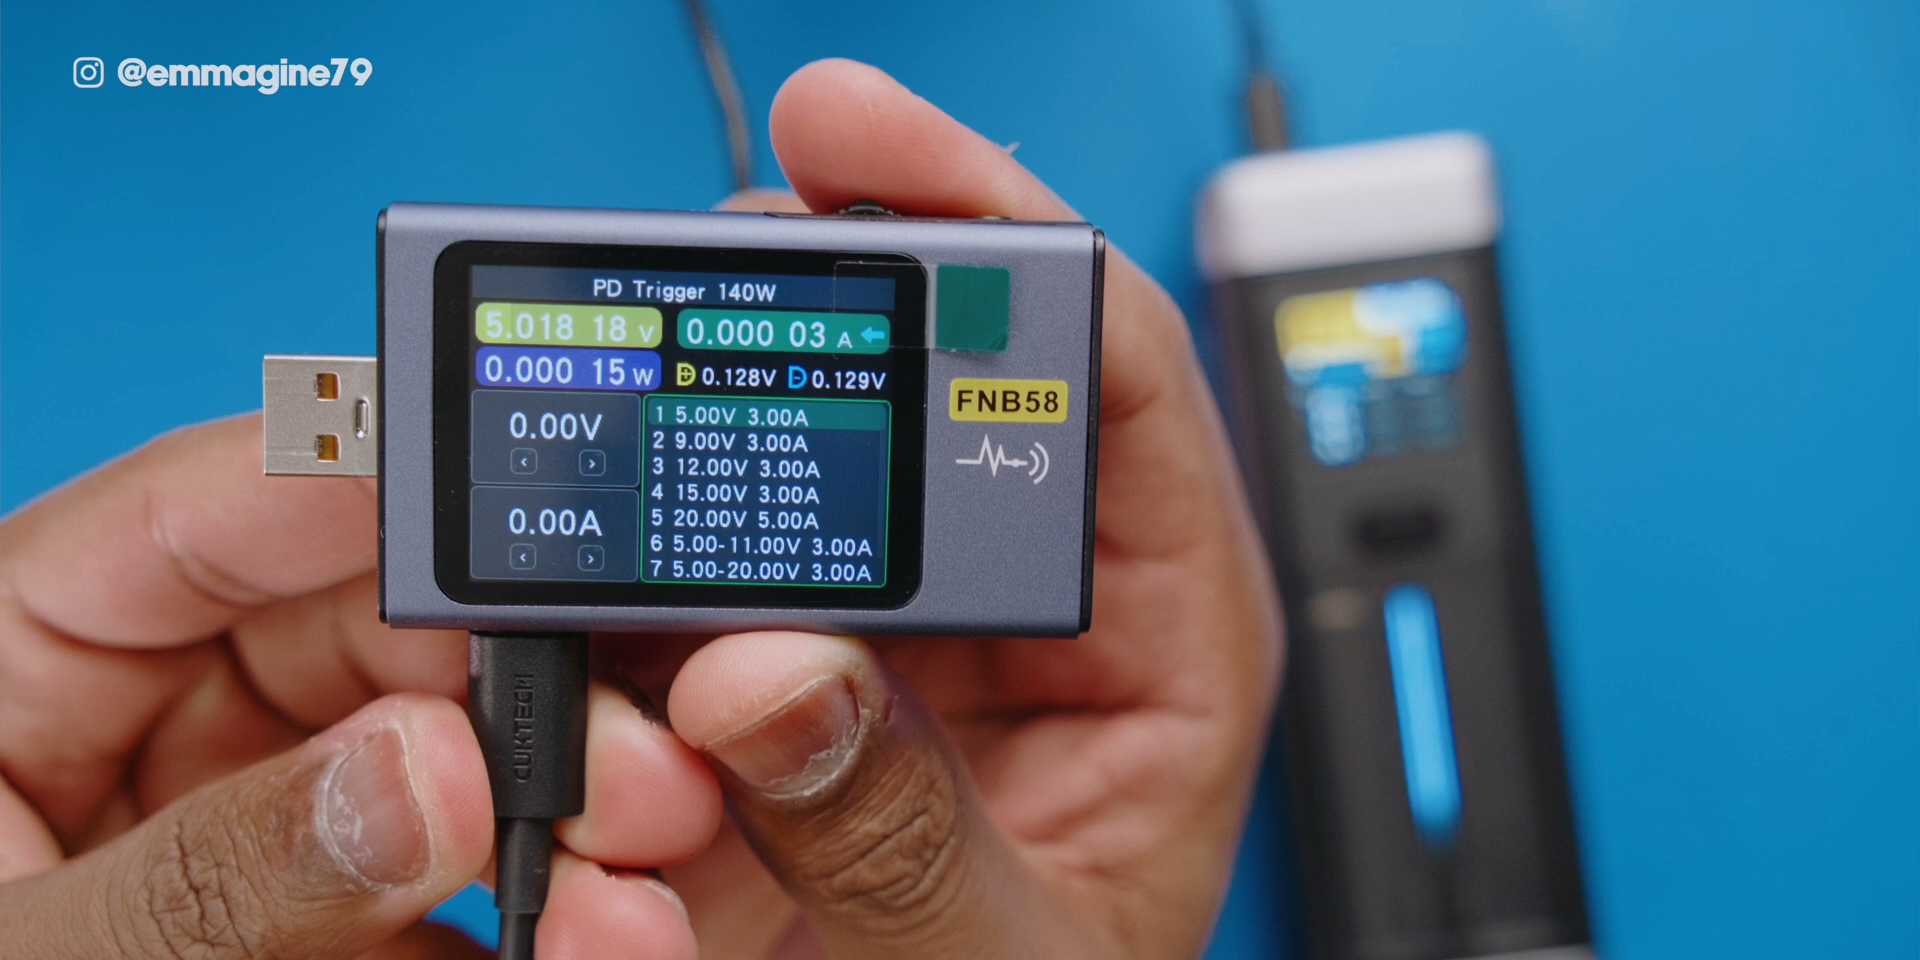 @emmagine79
PD Trigger 140W
5.018 18 V
0.000 03 A
0.000 15 W
D+ 0.128V D- 0.129V
0.00V
< >
0.00A
< >
1 5.00V 3.00A
2 9.00V 3.00A
3 12.00V 3.00A
4 15.00V 3.00A
5 20.00V 5.00A
6 5.00-11.00V 3.00A
7 5.00-20.00V 3.00A
FNB58
CUKTECH